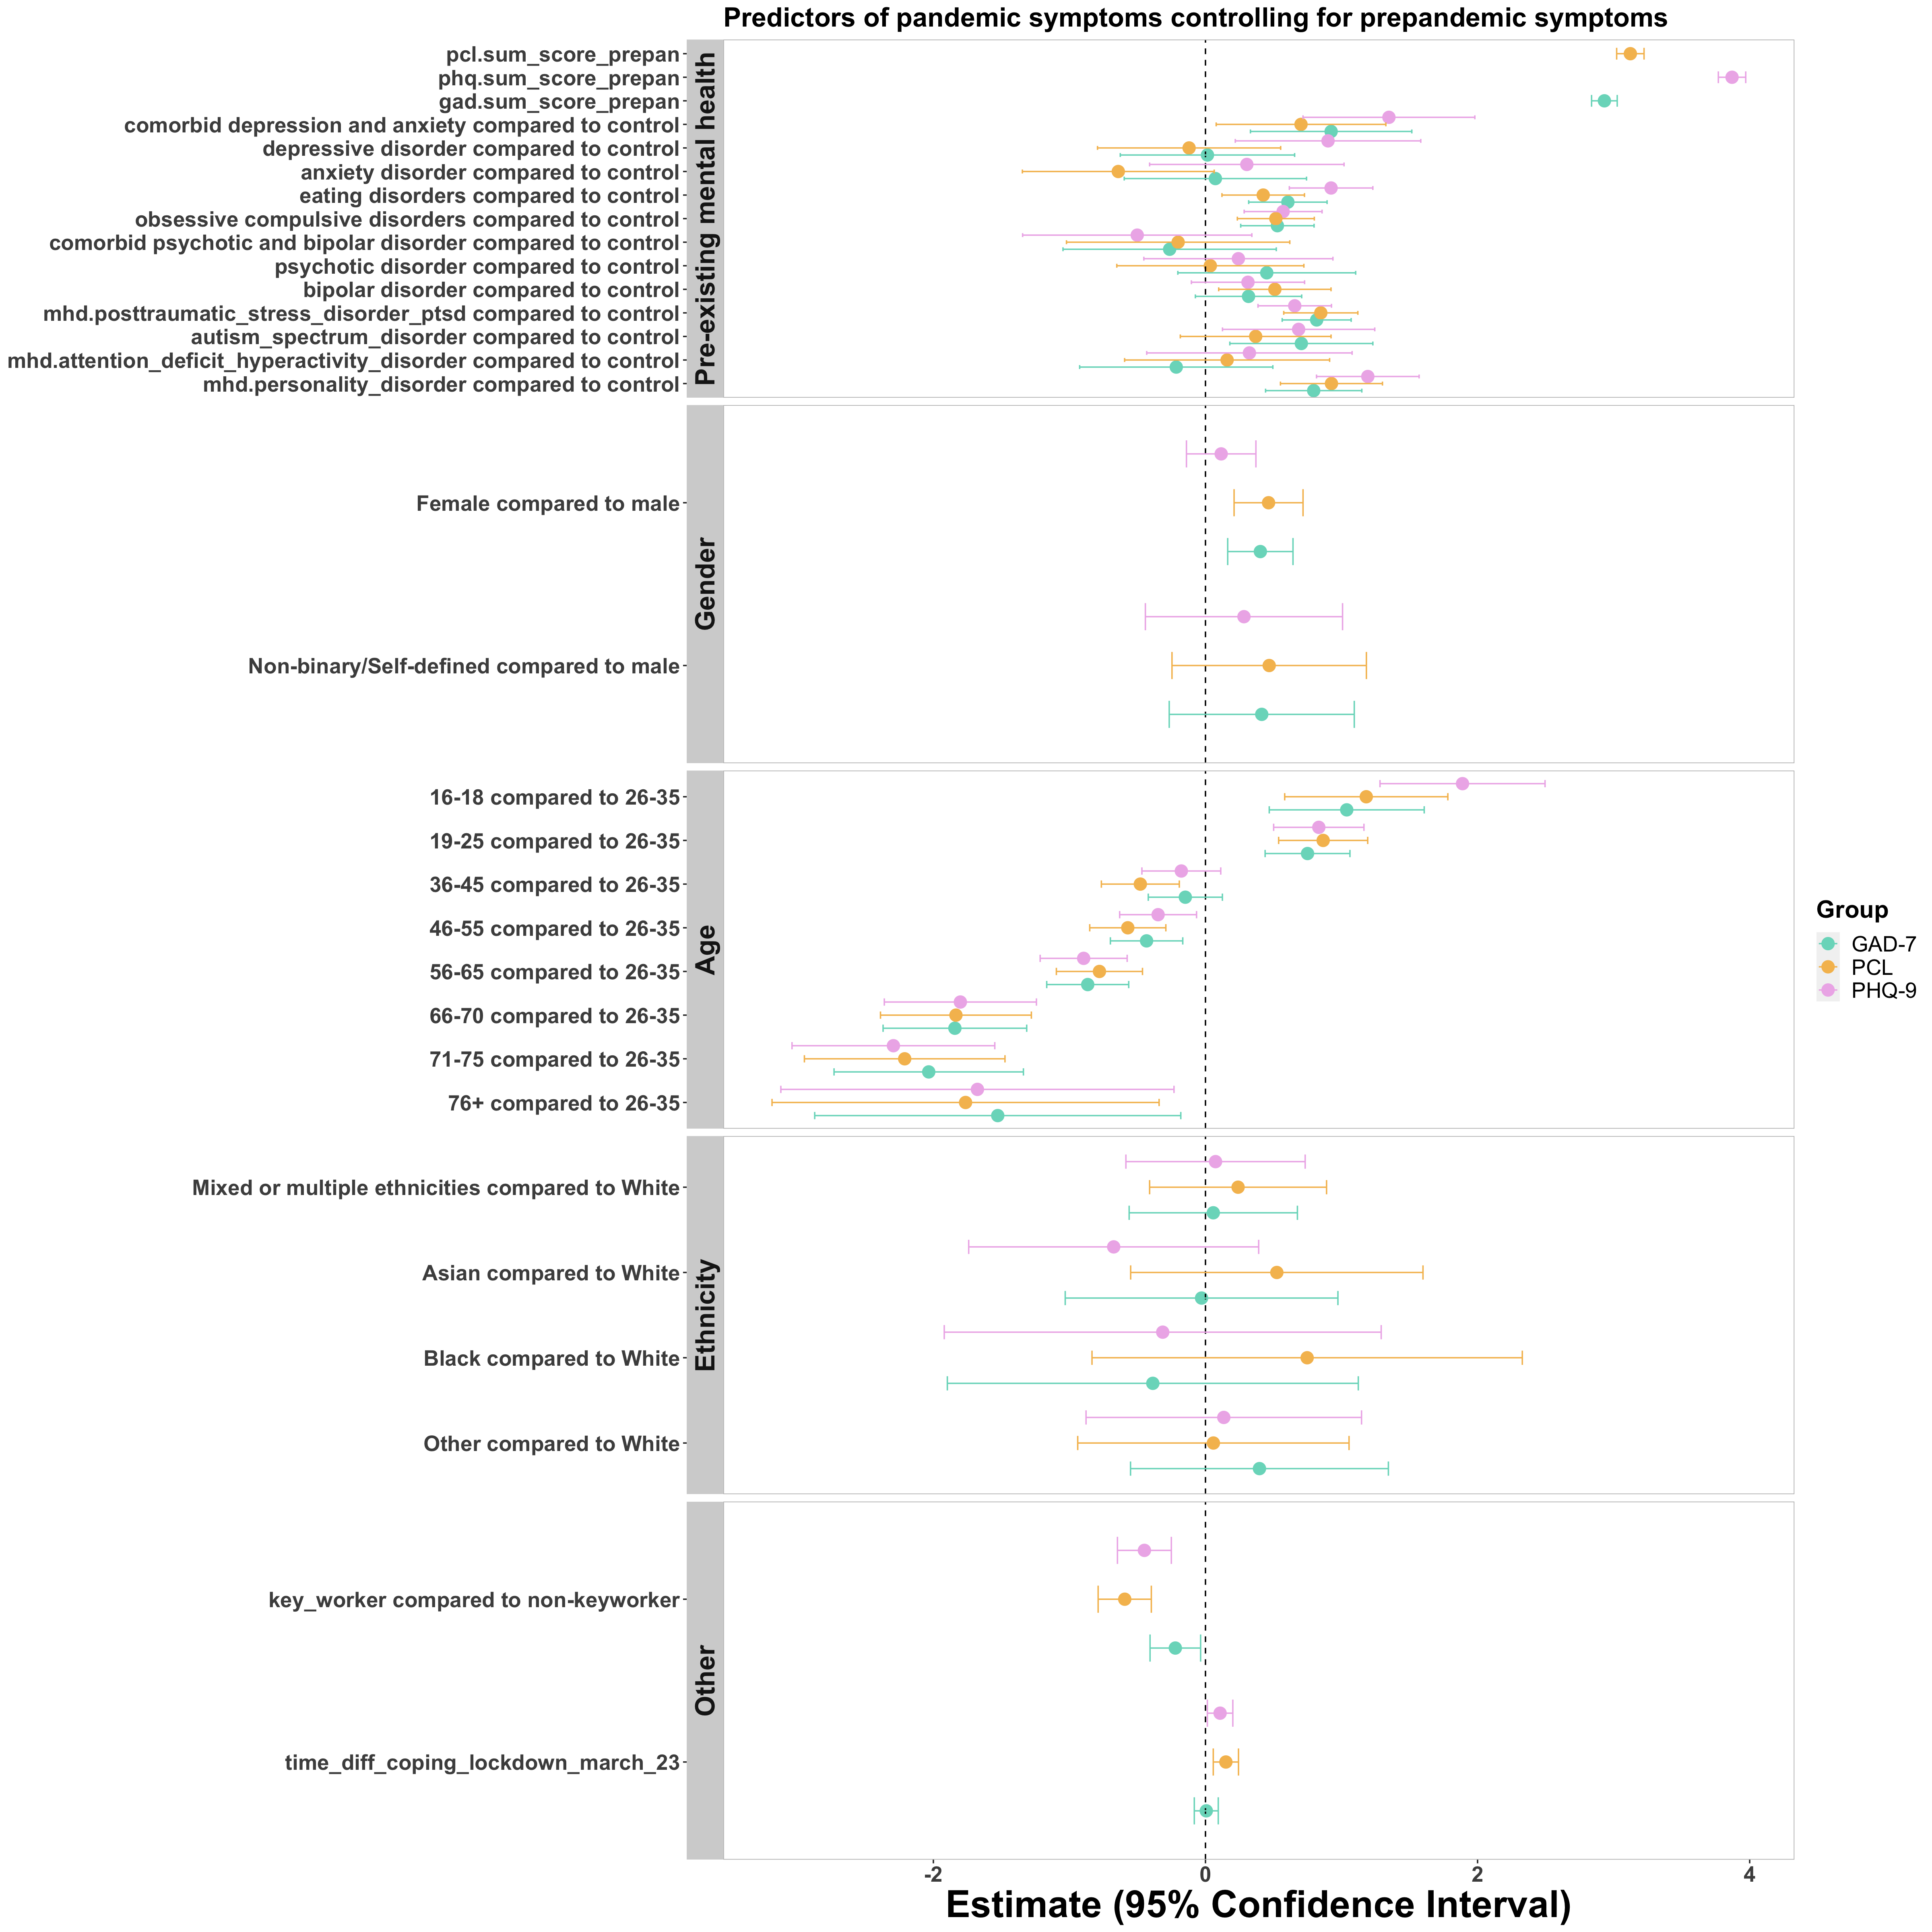 Predictors of pandemic symptoms controlling for prepandemic symptoms
Pre-existing mental health
pcl.sum_score_prepan
phq.sum_score_prepan
gad.sum_score_prepan
comorbid depression and anxiety compared to control
depressive disorder compared to control
anxiety disorder compared to control
eating disorders compared to control
obsessive compulsive disorders compared to control
comorbid psychotic and bipolar disorder compared to control
psychotic disorder compared to control
bipolar disorder compared to control
mhd.posttraumatic_stress_disorder_ptsd compared to control
autism_spectrum_disorder compared to control
mhd.attention_deficit_hyperactivity_disorder compared to control
mhd.personality_disorder compared to control
Gender
Female compared to male
Non-binary/Self-defined compared to male
Age
16-18 compared to 26-35
19-25 compared to 26-35
36-45 compared to 26-35
46-55 compared to 26-35
56-65 compared to 26-35
66-70 compared to 26-35
71-75 compared to 26-35
76+ compared to 26-35
Ethnicity
Mixed or multiple ethnicities compared to White
Asian compared to White
Black compared to White
Other compared to White
Other
key_worker compared to non-keyworker
time_diff_coping_lockdown_march_23
-2 0 2 4
Estimate (95% Confidence Interval)
Group
GAD-7
PCL
PHQ-9